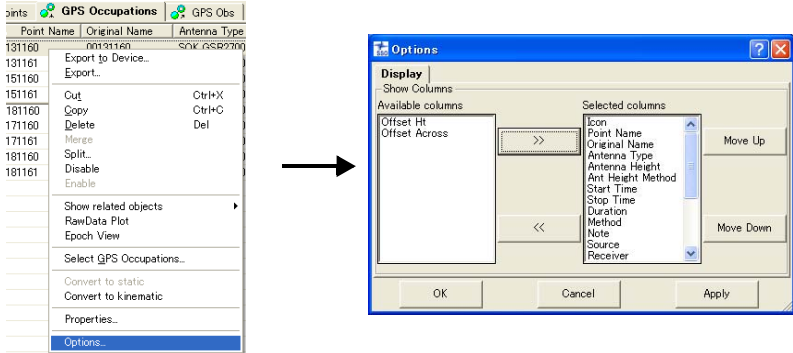 oints GPS Occupations GPS Obs
Point Name Original Name Antenna Type
131160 00131160 SOK GSR2700
131161
151160
151161
181160
171160
171161
181160
181161
Export to Device...
Export...
Cut Ctrl+X
Copy Ctrl+C
Delete Del
Merge
Split...
Disable
Enable
Show related objects
RawData Plot
Epoch View
Select GPS Occupations...
Convert to static
Convert to kinematic
Properties...
Options...
Options
Display
Show Columns
Available columns
Offset Ht
Offset Across
>>
<<
Selected columns
Icon
Point Name
Original Name
Antenna Type
Antenna Height
Ant Height Method
Start Time
Stop Time
Duration
Method
Note
Source
Receiver
Move Up
Move Down
OK Cancel Apply